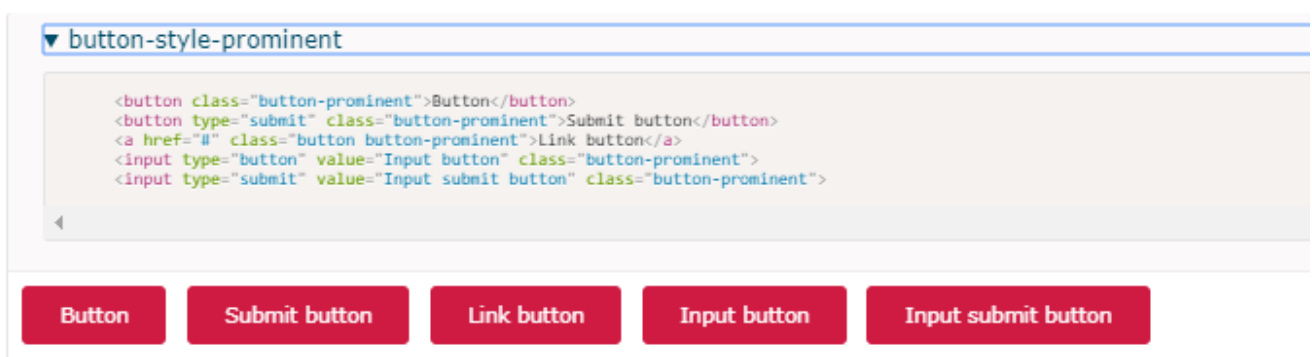 ▼ button-style-prominent
<button class="button-prominent">Button</button>
<button type="submit" class="button-prominent">Submit button</button>
<a href="#" class="button button-prominent">Link button</a>
<input type="button" value="Input button" class="button-prominent">
<input type="submit" value="Input submit button" class="button-prominent">
Button Submit button Link button Input button Input submit button